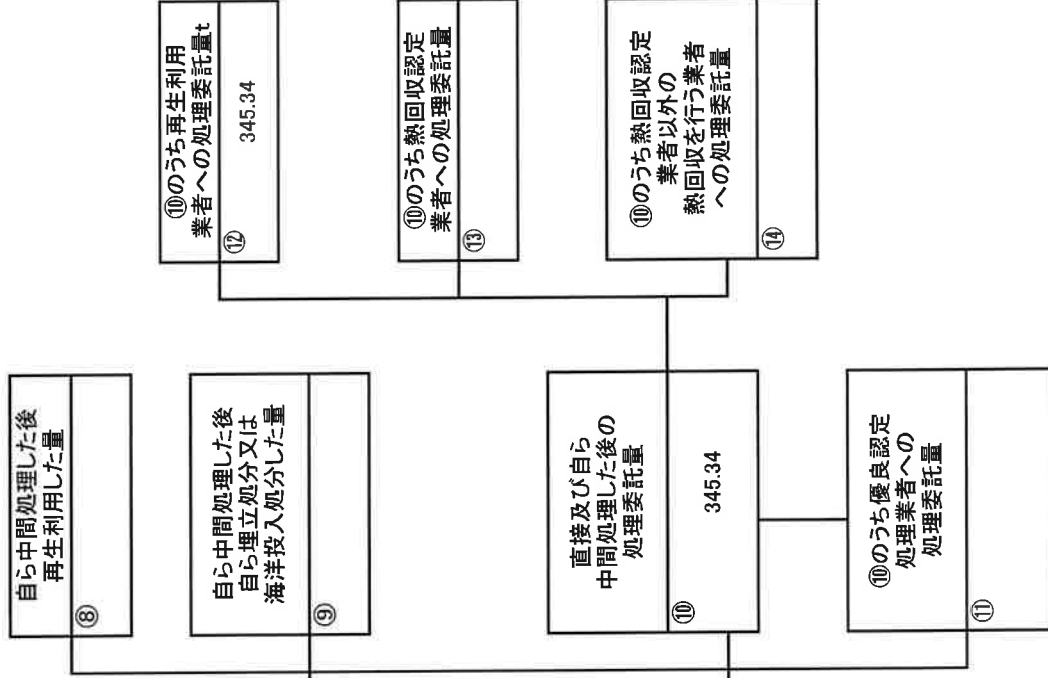 自ら中間処理した後
再生利用した量
⑧
自ら中間処理した後
自ら埋立処分又は
海洋投入処分した量
⑨
直接及び自ら
中間処理した後の
処理委託量
⑩
345.34
⑩のうち優良認定
処理業者への
処理委託量
⑪
⑩のうち再生利用
業者への処理委託量t
⑫
345.34
⑩のうち熱回収認定
業者への処理委託量
⑬
⑩のうち熱回収認定
業者以外の
熱回収を行う業者
への処理委託量
⑭